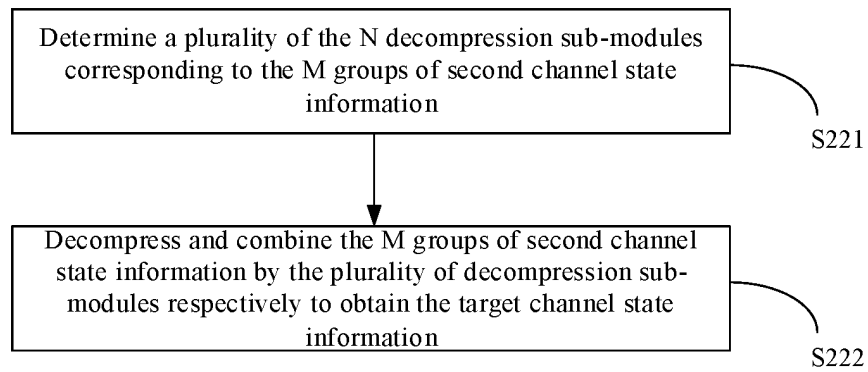 Determine a plurality of the N decompression sub-modules
corresponding to the M groups of second channel state
information
S221
Decompress and combine the M groups of second channel
state information by the plurality of decompression sub-
modules respectively to obtain the target channel state
information
S222